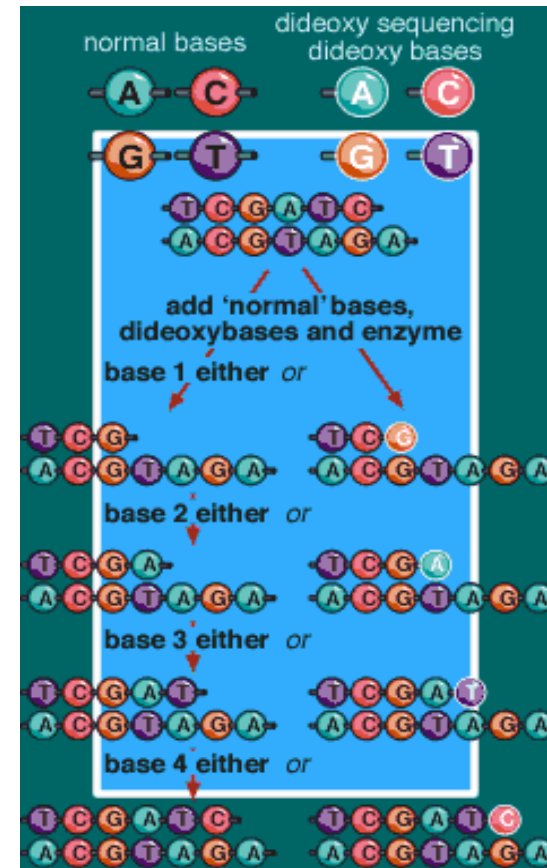 normal bases
dideoxy sequencing
dideoxy bases
A C A C
G T G T
T C G A T C
A C G T A G A
add 'normal' bases,
dideoxybases and enzyme
base 1 either or
T C G T C G
A C G T A G A A C G T A G A
base 2 either or
T C G A T C G A
A C G T A G A A C G T A G A
base 3 either or
T C G A T T C G A T
A C G T A G A A C G T A G A
base 4 either or
T C G A T C T C G A T C
A C G T A G A A C G T A G A